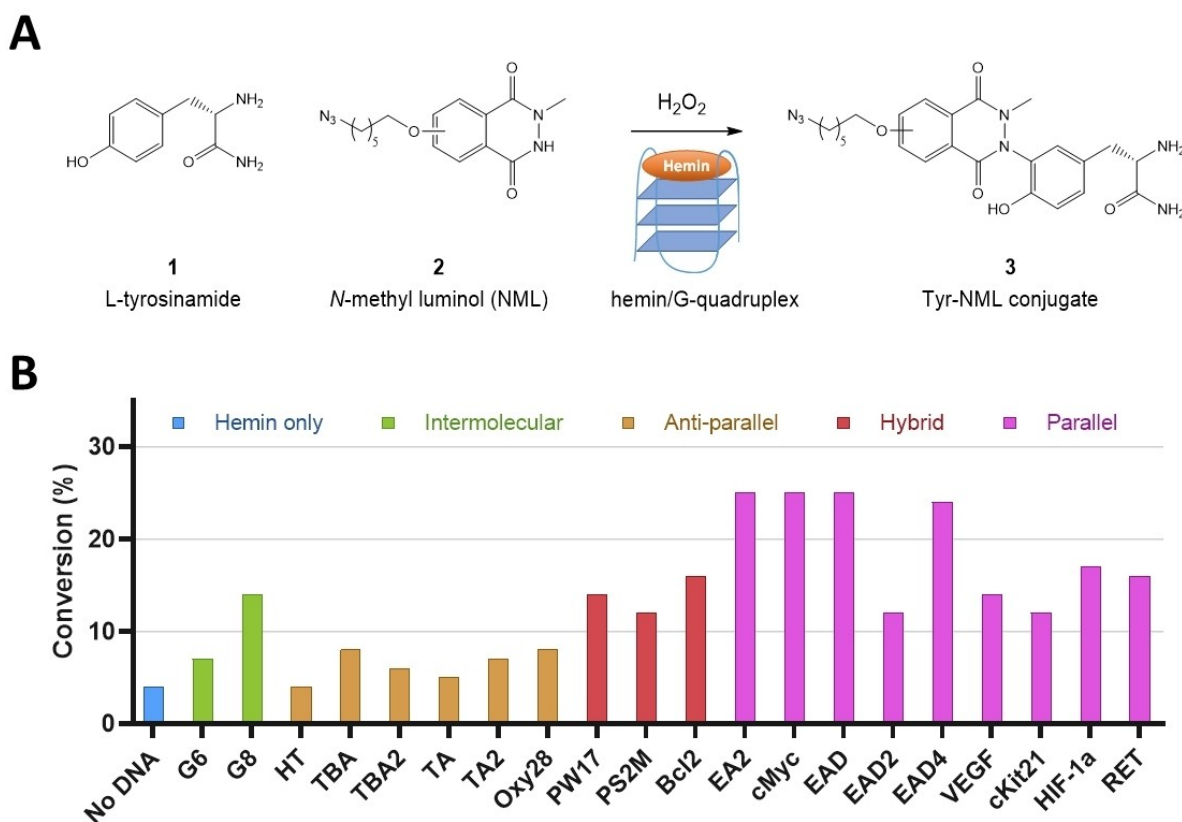 A
HO
NH₂
O
NH₂
1
L-tyrosinamide
N₃
5
O
O
N
NH
O
2
N-methyl luminol (NML)
H₂O₂
Hemin
hemin/G-quadruplex
N₃
5
O
O
N
N
O
HO
NH₂
O
NH₂
3
Tyr-NML conjugate
B
Hemin only
Intermolecular
Anti-parallel
Hybrid
Parallel
Conversion (%)
30
20
10
0
No DNA
G6
G8
HT
TBA
TBA2
TA
TA2
Oxy28
PW17
PS2M
Bcl2
EA2
cMyc
EAD
EAD2
EAD4
VEGF
cKit21
HIF-1a
RET